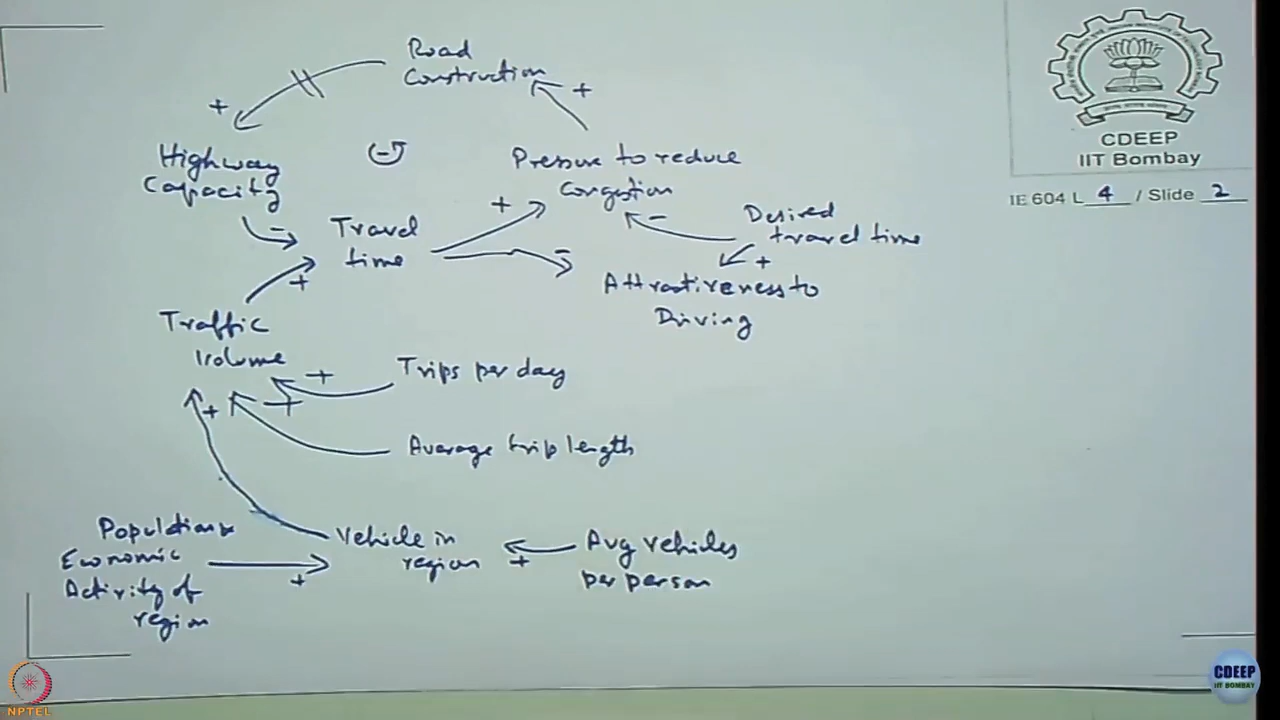 Road
Construction
+
+
Highway
Capacity
-
Pressure to reduce
Congestion
CDEEP
IIT Bombay
IE 604 L 4 / Slide 2
-
Travel
time
+
-
-
Desired
travel time
+
Attractiveness to
Driving
+
Traffic
Volume
+
Trips per day
+
+
Average trip length
Population &
Economic
Activity of
region
+
Vehicle in
region
+
Avg vehicles
per person
NPTEL
CDEEP
IIT BOMBAY